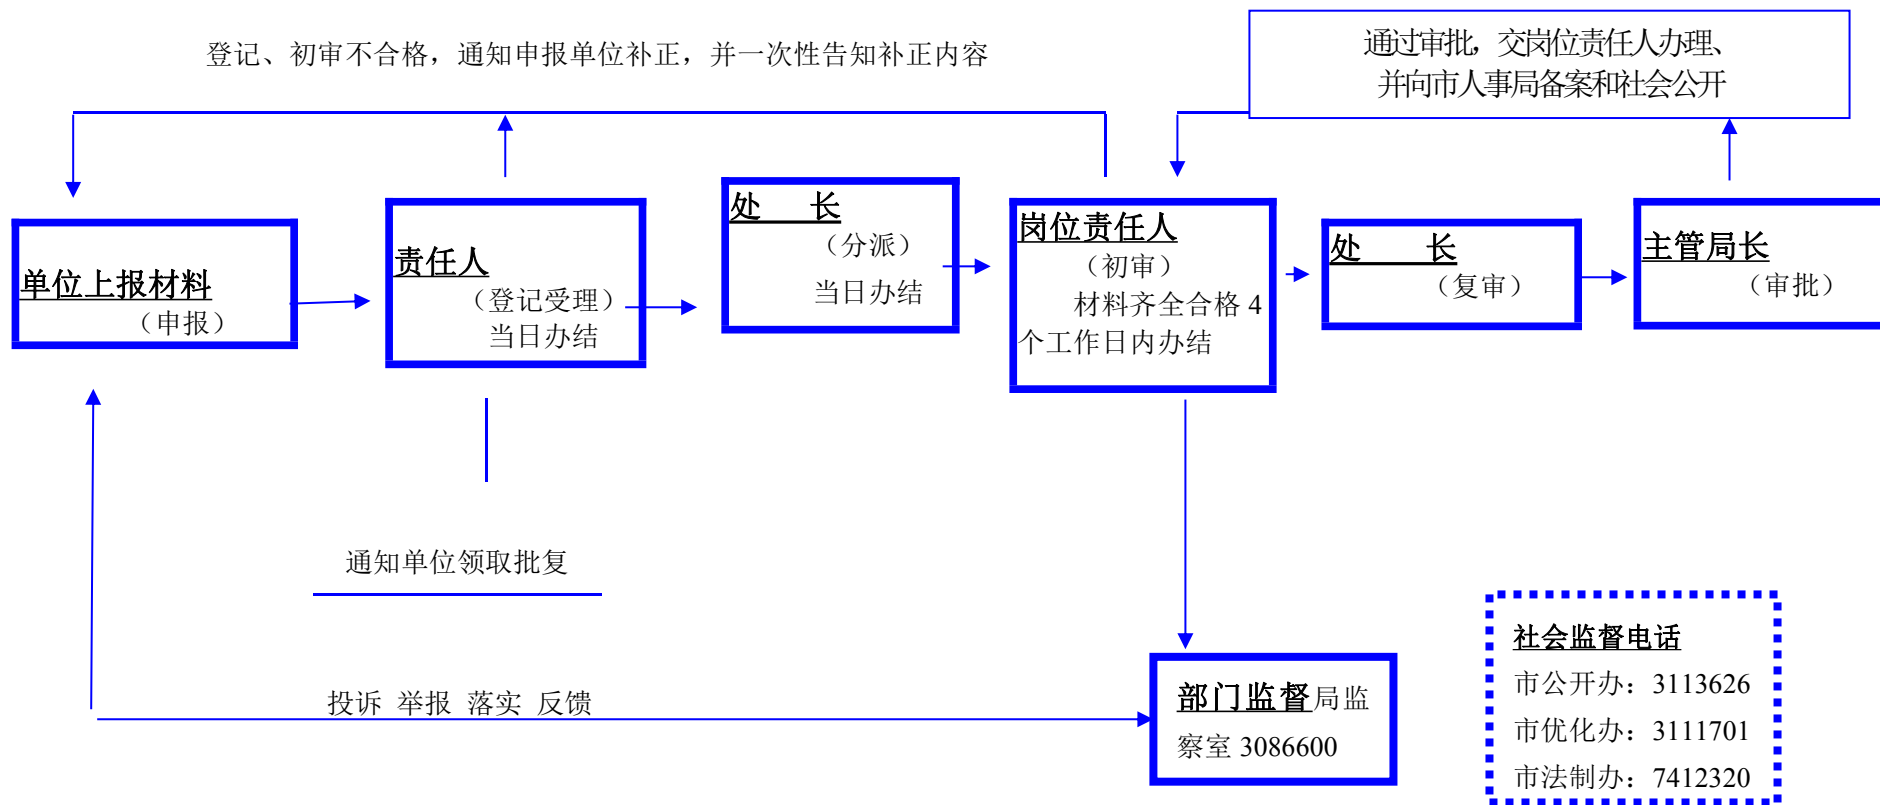 登记、初审不合格，通知申报单位补正，并一次性告知补正内容
通过审批，交岗位责任人办理、
并向市人事局备案和社会公开
单位上报材料
（申报）
责任人
（登记受理）
当日办结
处 长
（分派）
当日办结
岗位责任人
（初审）
材料齐全合格 4
个工作日内办结
处 长
（复审）
主管局长
（审批）
通知单位领取批复
投诉 举报 落实 反馈
部门监督局监
察室 3086600
社会监督电话
市公开办：3113626
市优化办：3111701
市法制办：7412320